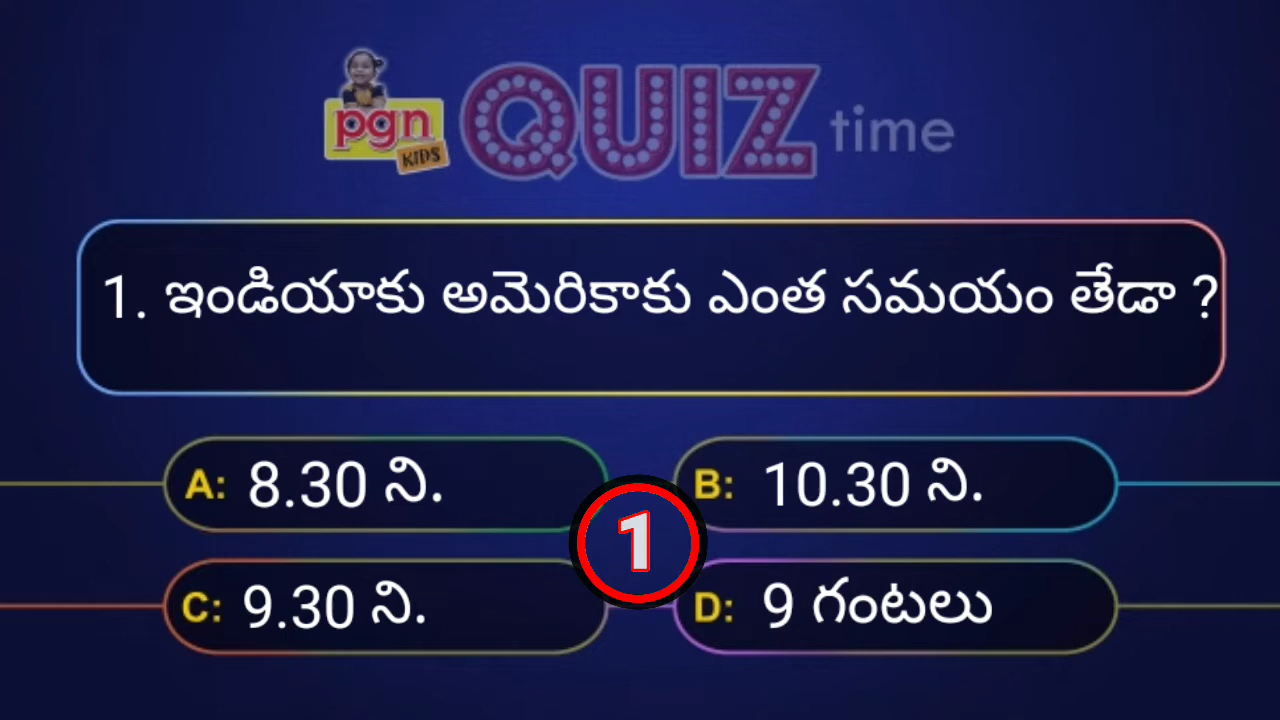 pgn
KIDS
QUIZ time
1. ఇండియాకు అమెరికాకు ఎంత సమయం తేడా ?
A: 8.30 ని.
B: 10.30 ని.
1
C: 9.30 ని.
D: 9 గంటలు